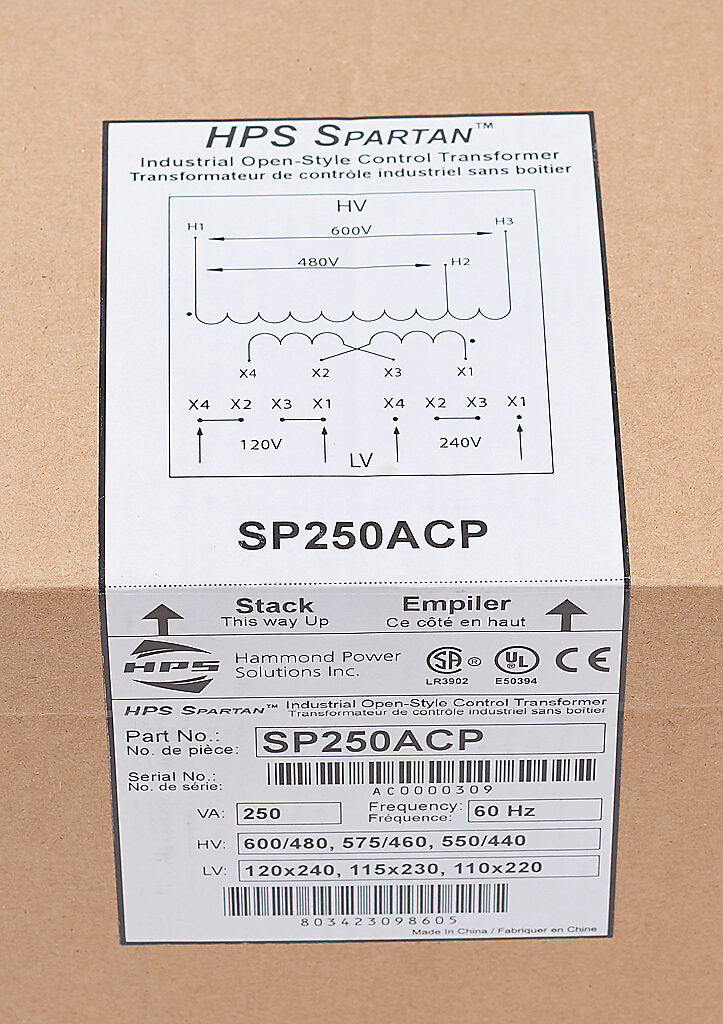 HPS SPARTAN™
Industrial Open-Style Control Transformer
Transformateur de contrôle industriel sans boitier
HV
H1 H3
600V
480V H2
X4 X2 X3 X1
X4 X2 X3 X1 X4 X2 X3 X1
120V 240V
LV
SP250ACP
Stack Empiler
This way Up Ce côté en haut
HPS Hammond Power
Solutions Inc.
SA ® UL CE
LR3902 E50394
HPS SPARTAN™ Industrial Open-Style Control Transformer
Transformateur de contrôle industriel sans boitier
Part No.: SP250ACP
No. de pièce:
Serial No.:
No. de série: AC0000309
VA: 250 Frequency: 60 Hz
Fréquence:
HV: 600/480, 575/460, 550/440
LV: 120x240, 115x230, 110x220
803423098605
Made in China / Fabriquer en Chine